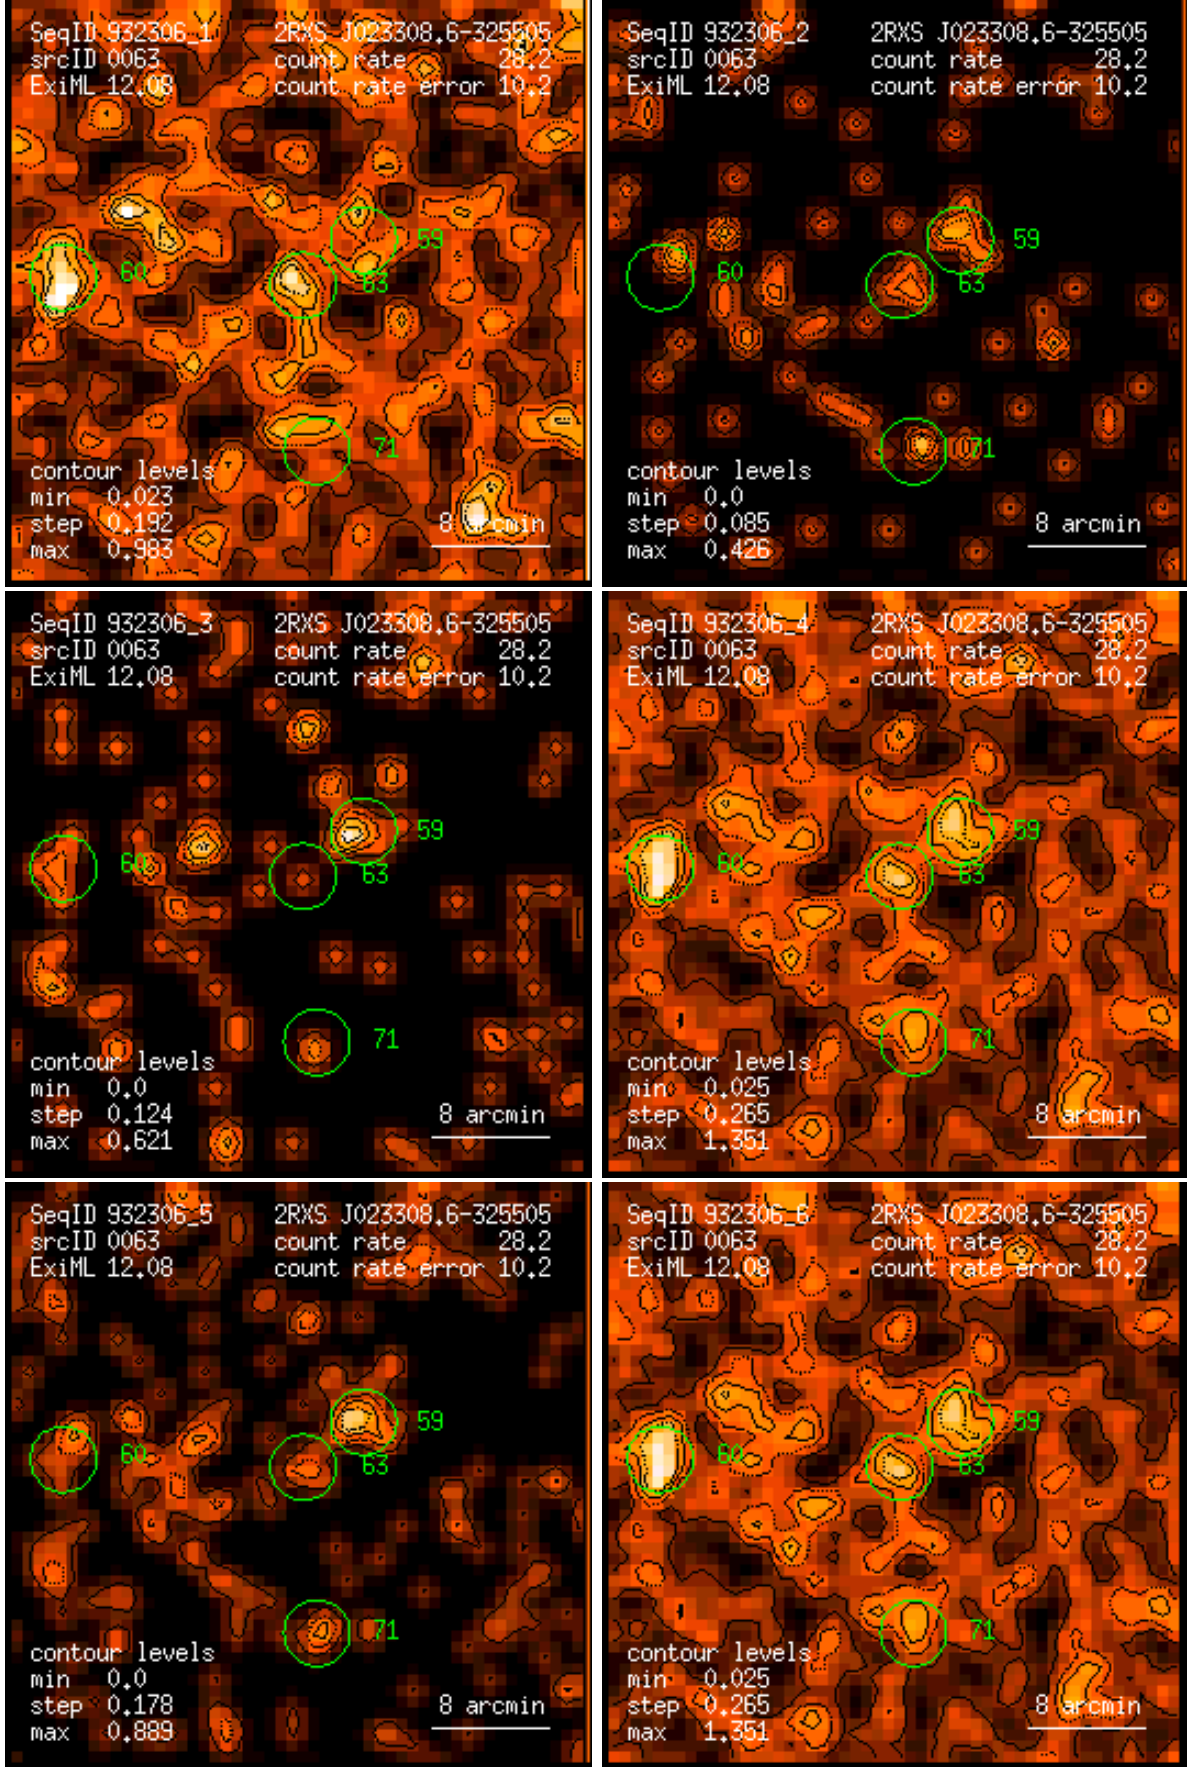 SeqID 932306_1 2RXS J023308.6-325505
srcID 0063 count rate 28.2
ExiML 12.08 count rate error 10.2
59
60
63
71
contour levels
min 0.023
step 0.192
max 0.983
8 arcmin
SeqID 932306_2 2RXS J023308.6-325505
srcID 0063 count rate 28.2
ExiML 12.08 count rate error 10.2
59
60
63
71
contour levels
min 0.0
step 0.085
max 0.426
8 arcmin
SeqID 932306_3 2RXS J023308.6-325505
srcID 0063 count rate 28.2
ExiML 12.08 count rate error 10.2
59
60
63
71
contour levels
min 0.0
step 0.124
max 0.621
8 arcmin
SeqID 932306_4 2RXS J023308.6-325505
srcID 0063 count rate 28.2
ExiML 12.08 count rate error 10.2
59
60
63
71
contour levels
min 0.025
step 0.265
max 1.351
8 arcmin
SeqID 932306_5 2RXS J023308.6-325505
srcID 0063 count rate 28.2
ExiML 12.08 count rate error 10.2
59
60
63
71
contour levels
min 0.0
step 0.178
max 0.889
8 arcmin
SeqID 932306_6 2RXS J023308.6-325505
srcID 0063 count rate 28.2
ExiML 12.08 count rate error 10.2
59
60
63
71
contour levels
min 0.025
step 0.265
max 1.351
8 arcmin